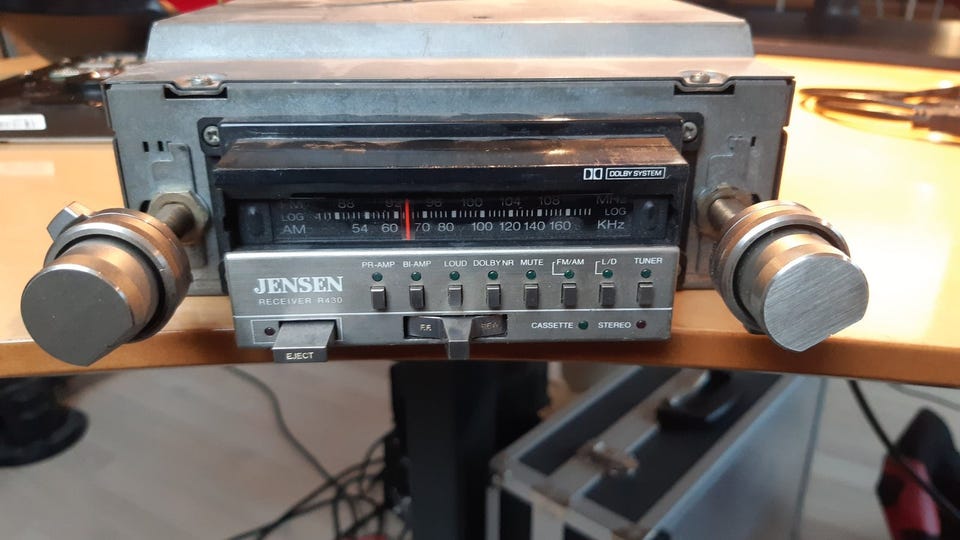 DOLBY SYSTEM
FM 88 92 96 100 104 108 MHz
LOG LOG
AM 54 60 70 80 100 120 140 160 KHz
PR-AMP BI-AMP LOUD DOLBY NR MUTE FM/AM L/D TUNER
JENSEN
RECEIVER R430
F.F. REW
CASSETTE STEREO
EJECT